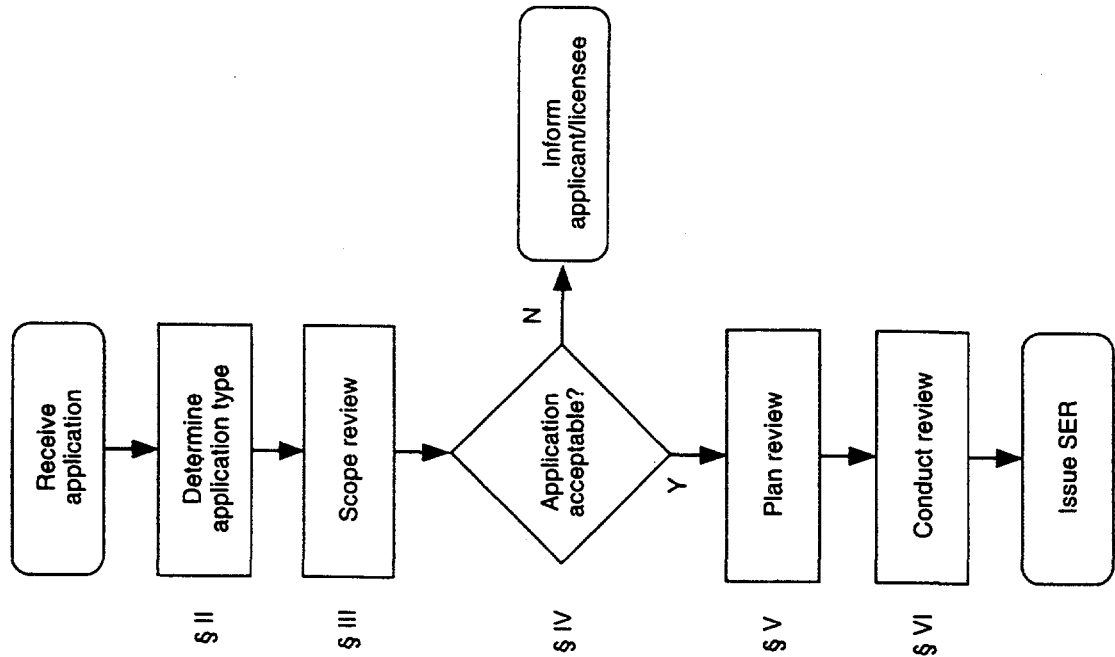 Receive
application
§ II
Determine
application type
§ III
Scope review
§ IV
Application
acceptable?
N
Inform
applicant/licensee
Y
§ V
Plan review
§ VI
Conduct review
Issue SER